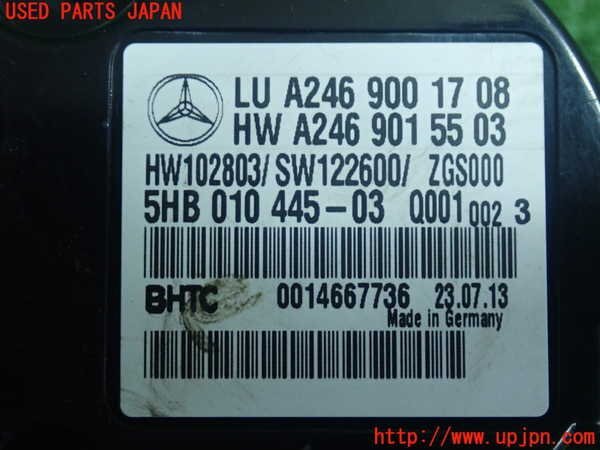 USED PARTS JAPAN
LU A246 900 17 08
HW A246 901 55 03
HW102803/ SW122600/ ZGS000
5HB 010 445-03 Q001 002 3
BHTC 0014667736 23.07.13
Made in Germany
http://www.upjpn.com/